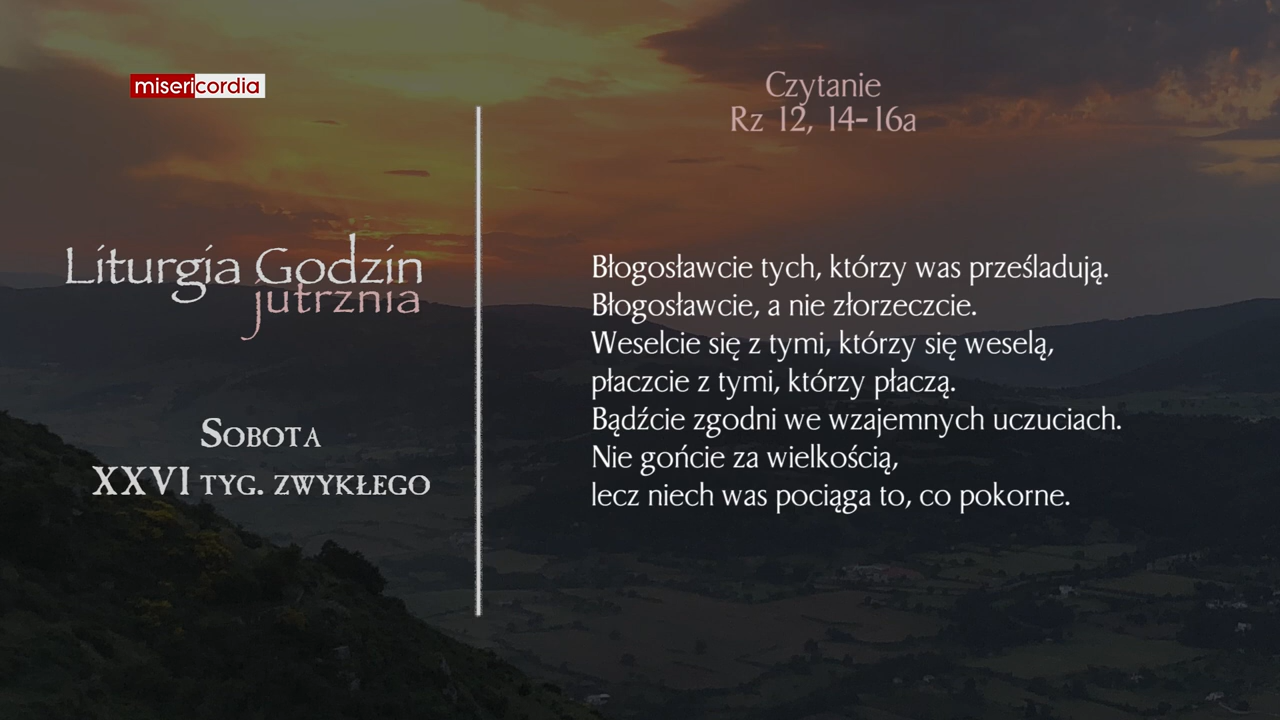 misericordia
Liturgia Godzin
jutrznia
Sobota
XXVI tyg. zwykłego
Czytanie
Rz 12, 14-16a
Błogosławcie tych, którzy was prześladują.
Błogosławcie, a nie złorzeczcie.
Weselcie się z tymi, którzy się weselą,
płaczcie z tymi, którzy płaczą.
Bądźcie zgodni we wzajemnych uczuciach.
Nie gońcie za wielkością,
lecz niech was pociąga to, co pokorne.